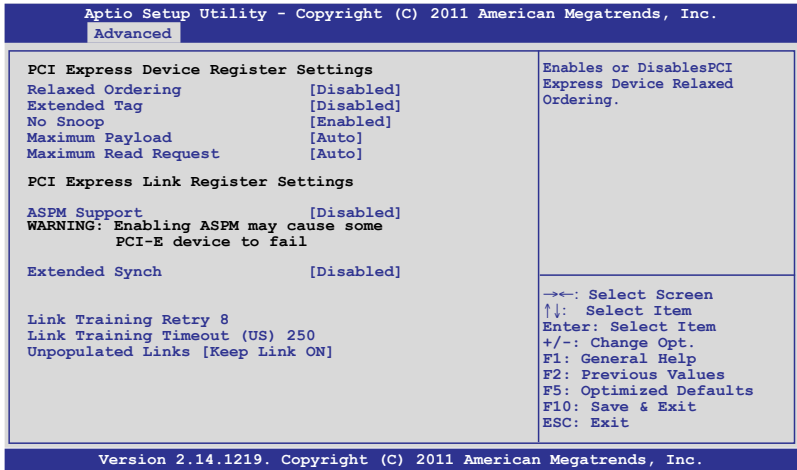 Aptio Setup Utility - Copyright (C) 2011 American Megatrends, Inc.
Advanced
PCI Express Device Register Settings
Relaxed Ordering [Disabled]
Extended Tag [Disabled]
No Snoop [Enabled]
Maximum Payload [Auto]
Maximum Read Request [Auto]
PCI Express Link Register Settings
ASPM Support [Disabled]
WARNING: Enabling ASPM may cause some
PCI-E device to fail
Extended Synch [Disabled]
Link Training Retry 8
Link Training Timeout (US) 250
Unpopulated Links [Keep Link ON]
Enables or DisablesPCI
Express Device Relaxed
Ordering.
→←: Select Screen
↑↓: Select Item
Enter: Select Item
+/-: Change Opt.
F1: General Help
F2: Previous Values
F5: Optimized Defaults
F10: Save & Exit
ESC: Exit
Version 2.14.1219. Copyright (C) 2011 American Megatrends, Inc.